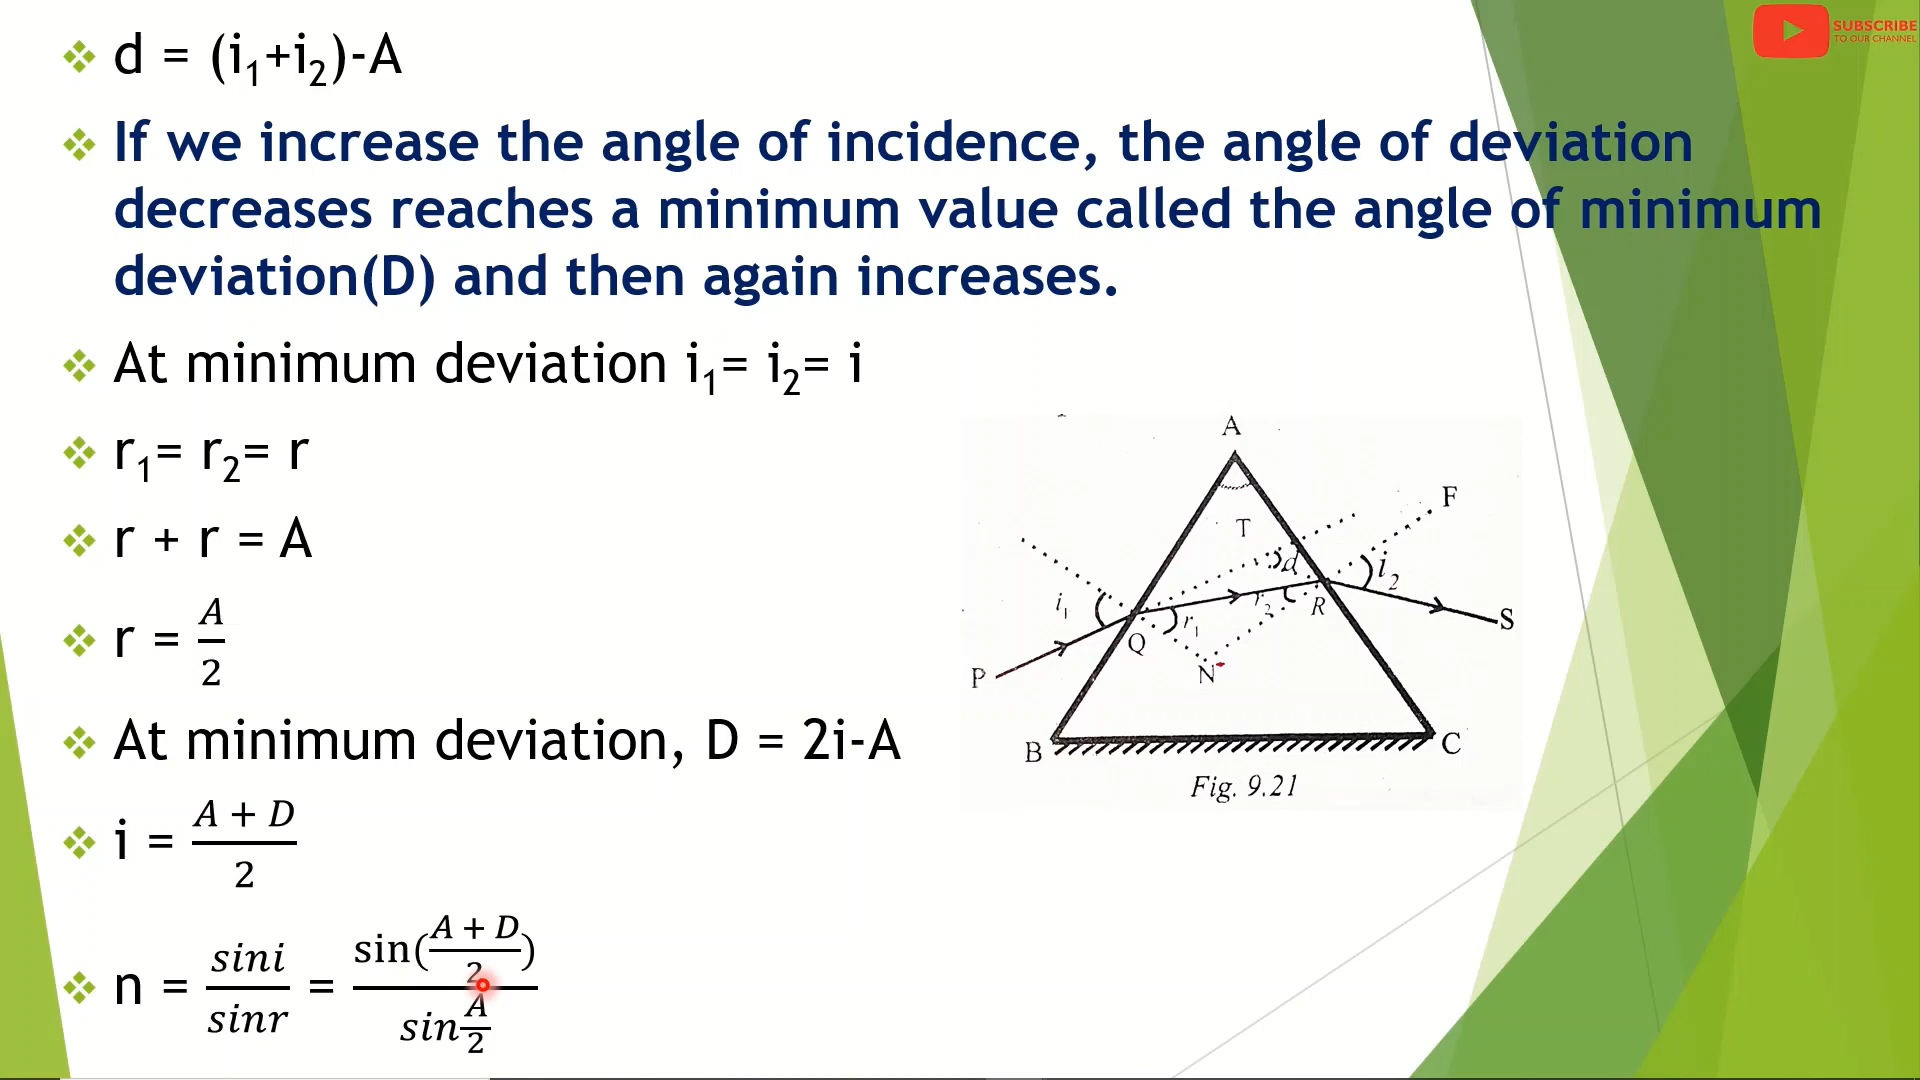 SUBSCRIBE
TO OUR CHANNEL
❖ d = (i₁+i₂)-A
❖ If we increase the angle of incidence, the angle of deviation
decreases reaches a minimum value called the angle of minimum
deviation(D) and then again increases.
❖ At minimum deviation i₁= i₂= i
❖ r₁= r₂= r
❖ r + r = A
❖ r = A/2
❖ At minimum deviation, D = 2i-A
❖ i = (A + D)/2
❖ n = sini/sinr = sin((A + D)/2)/sin(A/2)
A
F
T
d
i₂
i₁
r₂
R
r₁
S
Q
N
P
B
C
Fig. 9.21